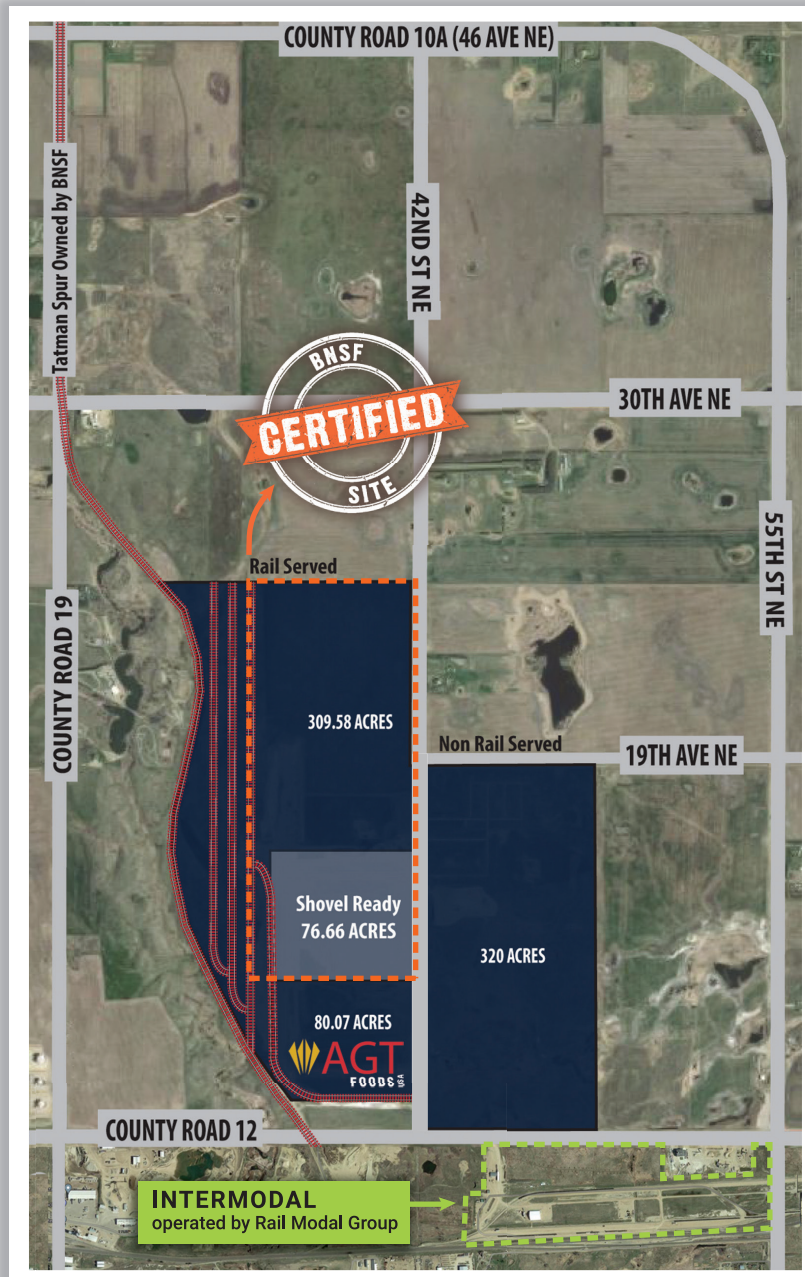 COUNTY ROAD 10A (46 AVE NE)
Tatman Spur Owned by BNSF
42ND ST NE
BNSF
CERTIFIED
SITE
30TH AVE NE
55TH ST NE
Rail Served
COUNTY ROAD 19
309.58 ACRES
Non Rail Served
19TH AVE NE
Shovel Ready
76.66 ACRES
320 ACRES
80.07 ACRES
AGT
FOODS USA
COUNTY ROAD 12
INTERMODAL
operated by Rail Modal Group